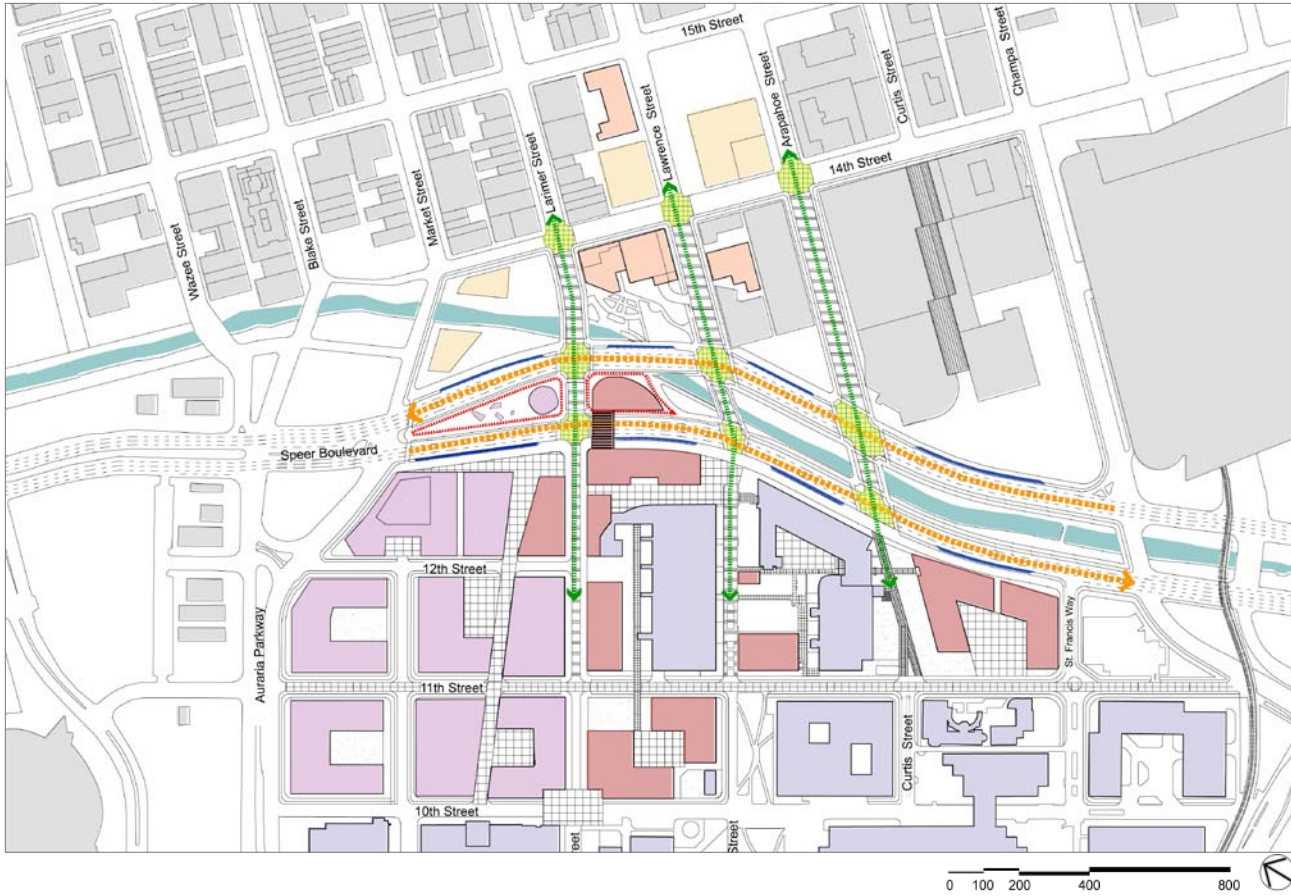 15th Street
Champa Street
Curtis Street
Arapahoe Street
Lawrence Street
14th Street
Larimer Street
Market Street
Blake Street
Wazee Street
Speer Boulevard
12th Street
St. Francis Way
Auraria Parkway
11th Street
Curtis Street
10th Street
Street
0 100 200 400 800